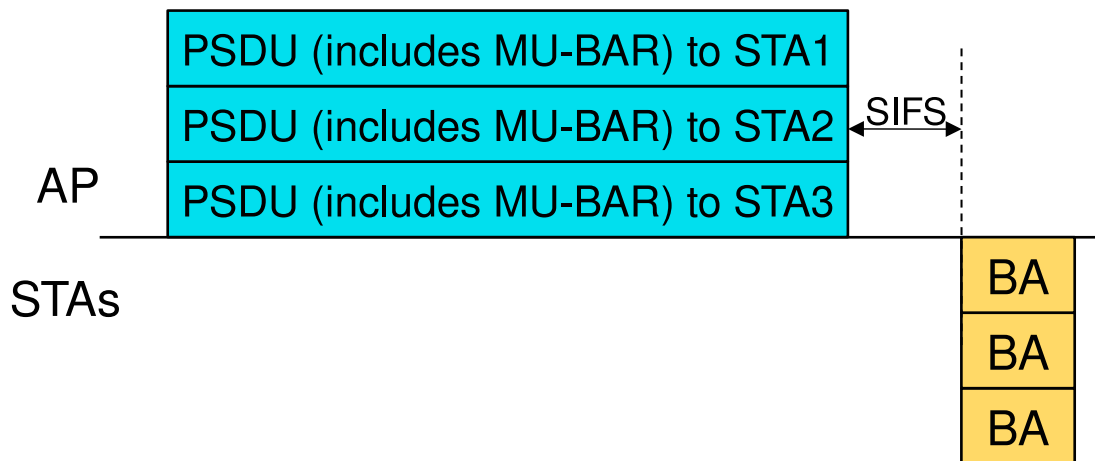 PSDU (includes MU-BAR) to STA1
PSDU (includes MU-BAR) to STA2
SIFS
AP
PSDU (includes MU-BAR) to STA3
STAs
BA
BA
BA